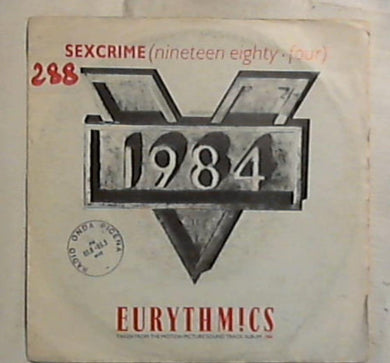 SEXCRIME (nineteen eighty · four)
288
1984
RADIO ONDA PICENA
EURYTHM!CS
TAKEN FROM THE MOTION PICTURE SOUND TRACK ALBUM